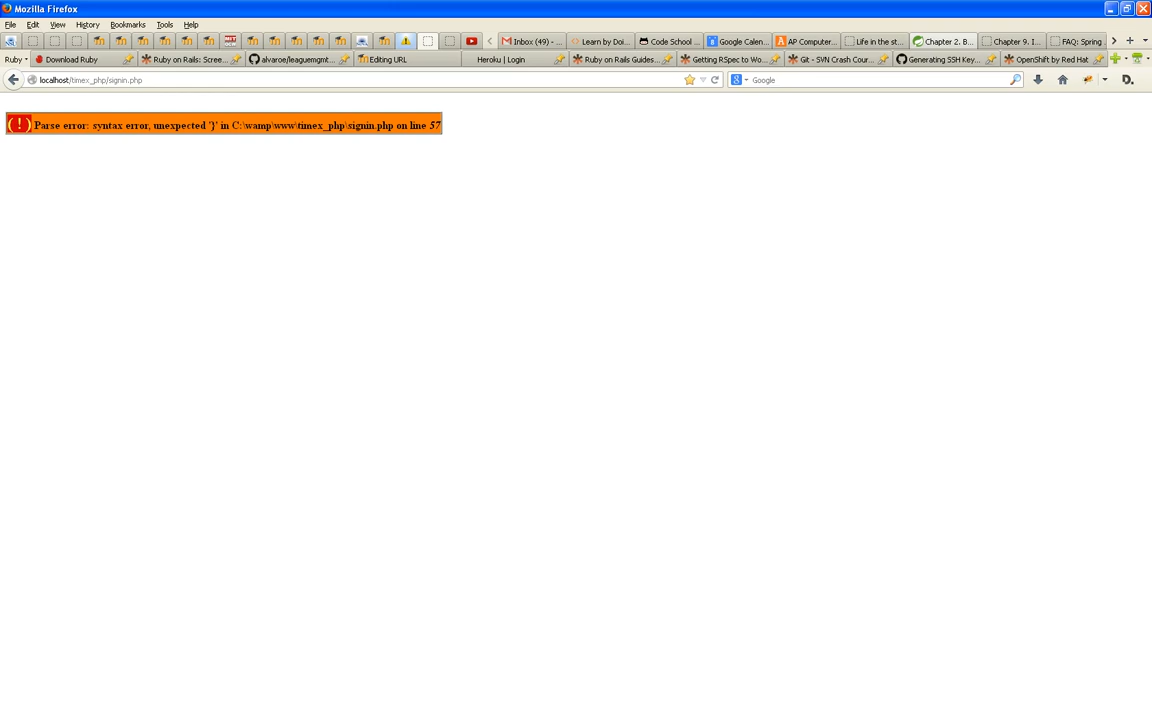 Mozilla Firefox
File Edit View History Bookmarks Tools Help
Inbox (49) - ... Learn by Doi... Code School ... Google Calen... AP Computer... Life in the st... Chapter 2. B... Chapter 9. I... FAQ: Spring
Ruby Download Ruby Ruby on Rails: Scree... alvaroe/leaguemgmt... Editing URL Heroku | Login Ruby on Rails Guides... Getting RSpec to Wo... Git - SVN Crash Cour... Generating SSH Key... OpenShift by Red Hat
localhost/timex_php/signin.php Google D.
( ! ) Parse error: syntax error, unexpected '}' in C:\wamp\www\timex_php\signin.php on line 57